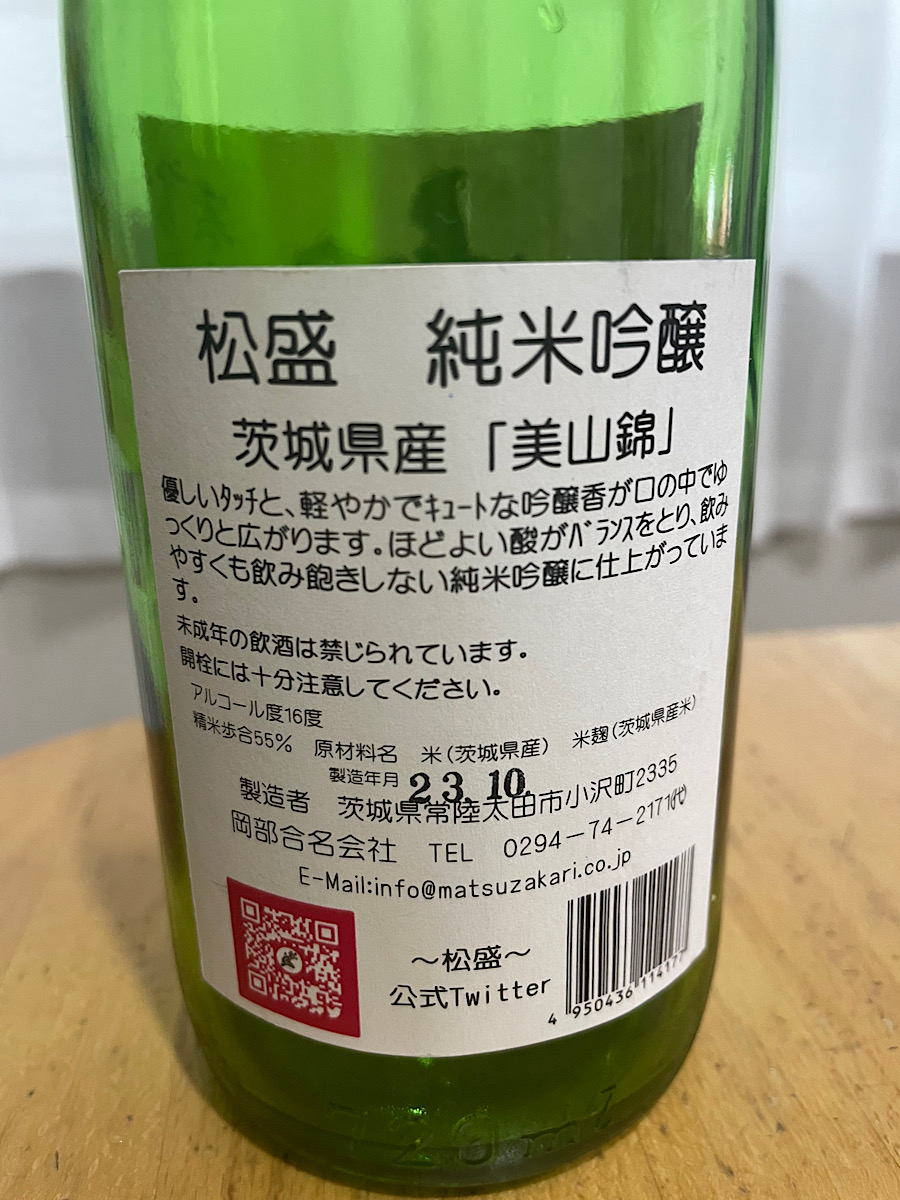 松盛　純米吟醸
茨城県産「美山錦」
優しいﾀｯﾁと、軽やかでｷｭｰﾄな吟醸香が口の中でゆ
っくりと広がります。ほどよい酸がﾊﾞﾗﾝｽをとり、飲み
やすくも飲み飽きしない純米吟醸に仕上がっていま
す。
未成年の飲酒は禁じられています。
開栓には十分注意してください。
アルコール度16度
精米歩合55％　原材料名　米（茨城県産）　米麹（茨城県産米）
製造年月 23.10.
製造者　茨城県常陸太田市小沢町2335
岡部合名会社　TEL　0294－74－2171㈹
E-Mail:info@matsuzakari.co.jp
～松盛～
公式Twitter
4 950436 114177
720ml